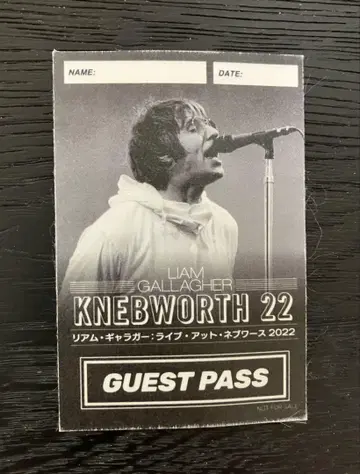 NAME: DATE:
LIAM
GALLAGHER
KNEBWORTH 22
リアム・ギャラガー：ライブ・アット・ネブワース 2022
GUEST PASS
NOT FOR SALE